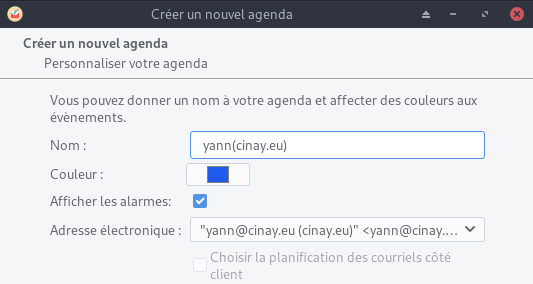 Créer un nouvel agenda
Créer un nouvel agenda
Personnaliser votre agenda
Vous pouvez donner un nom à votre agenda et affecter des couleurs aux
évènements.
Nom : yann(cinay.eu)
Couleur :
Afficher les alarmes:
Adresse électronique : "yann@cinay.eu (cinay.eu)" <yann@cinay....
Choisir la planification des courriels côté
client